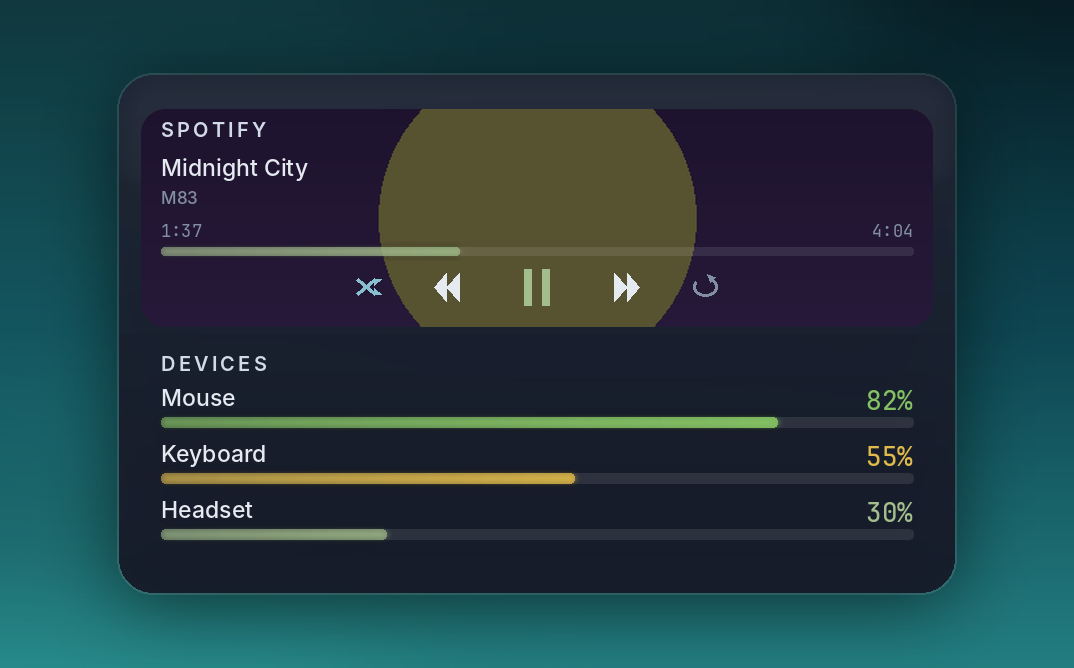 SPOTIFY
Midnight City
M83
1:37 4:04
DEVICES
Mouse 82%
Keyboard 55%
Headset 30%